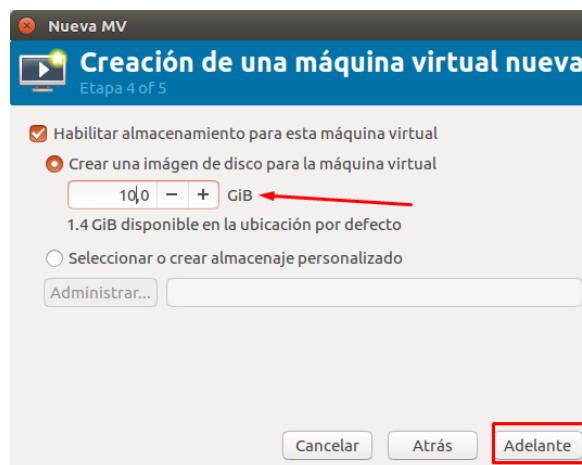 Nueva MV
Creación de una máquina virtual nueva
Etapa 4 of 5
Habilitar almacenamiento para esta máquina virtual
Crear una imágen de disco para la máquina virtual
10,0 − + GiB
1.4 GiB disponible en la ubicación por defecto
Seleccionar o crear almacenaje personalizado
Administrar...
Cancelar Atrás Adelante